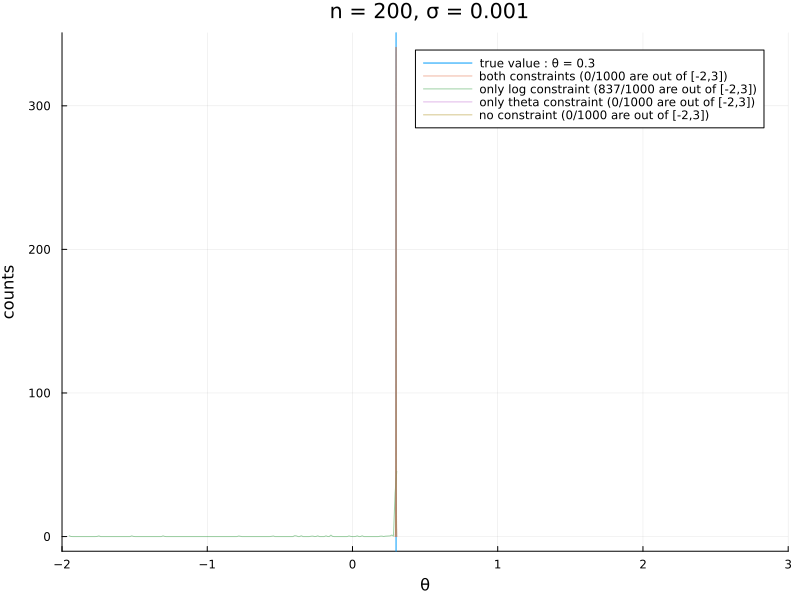 n = 200, σ = 0.001
true value : θ = 0.3
both constraints (0/1000 are out of [-2,3])
only log constraint (837/1000 are out of [-2,3])
only theta constraint (0/1000 are out of [-2,3])
no constraint (0/1000 are out of [-2,3])
300
200
100
0
counts
−2
−1
0
1
2
3
θ